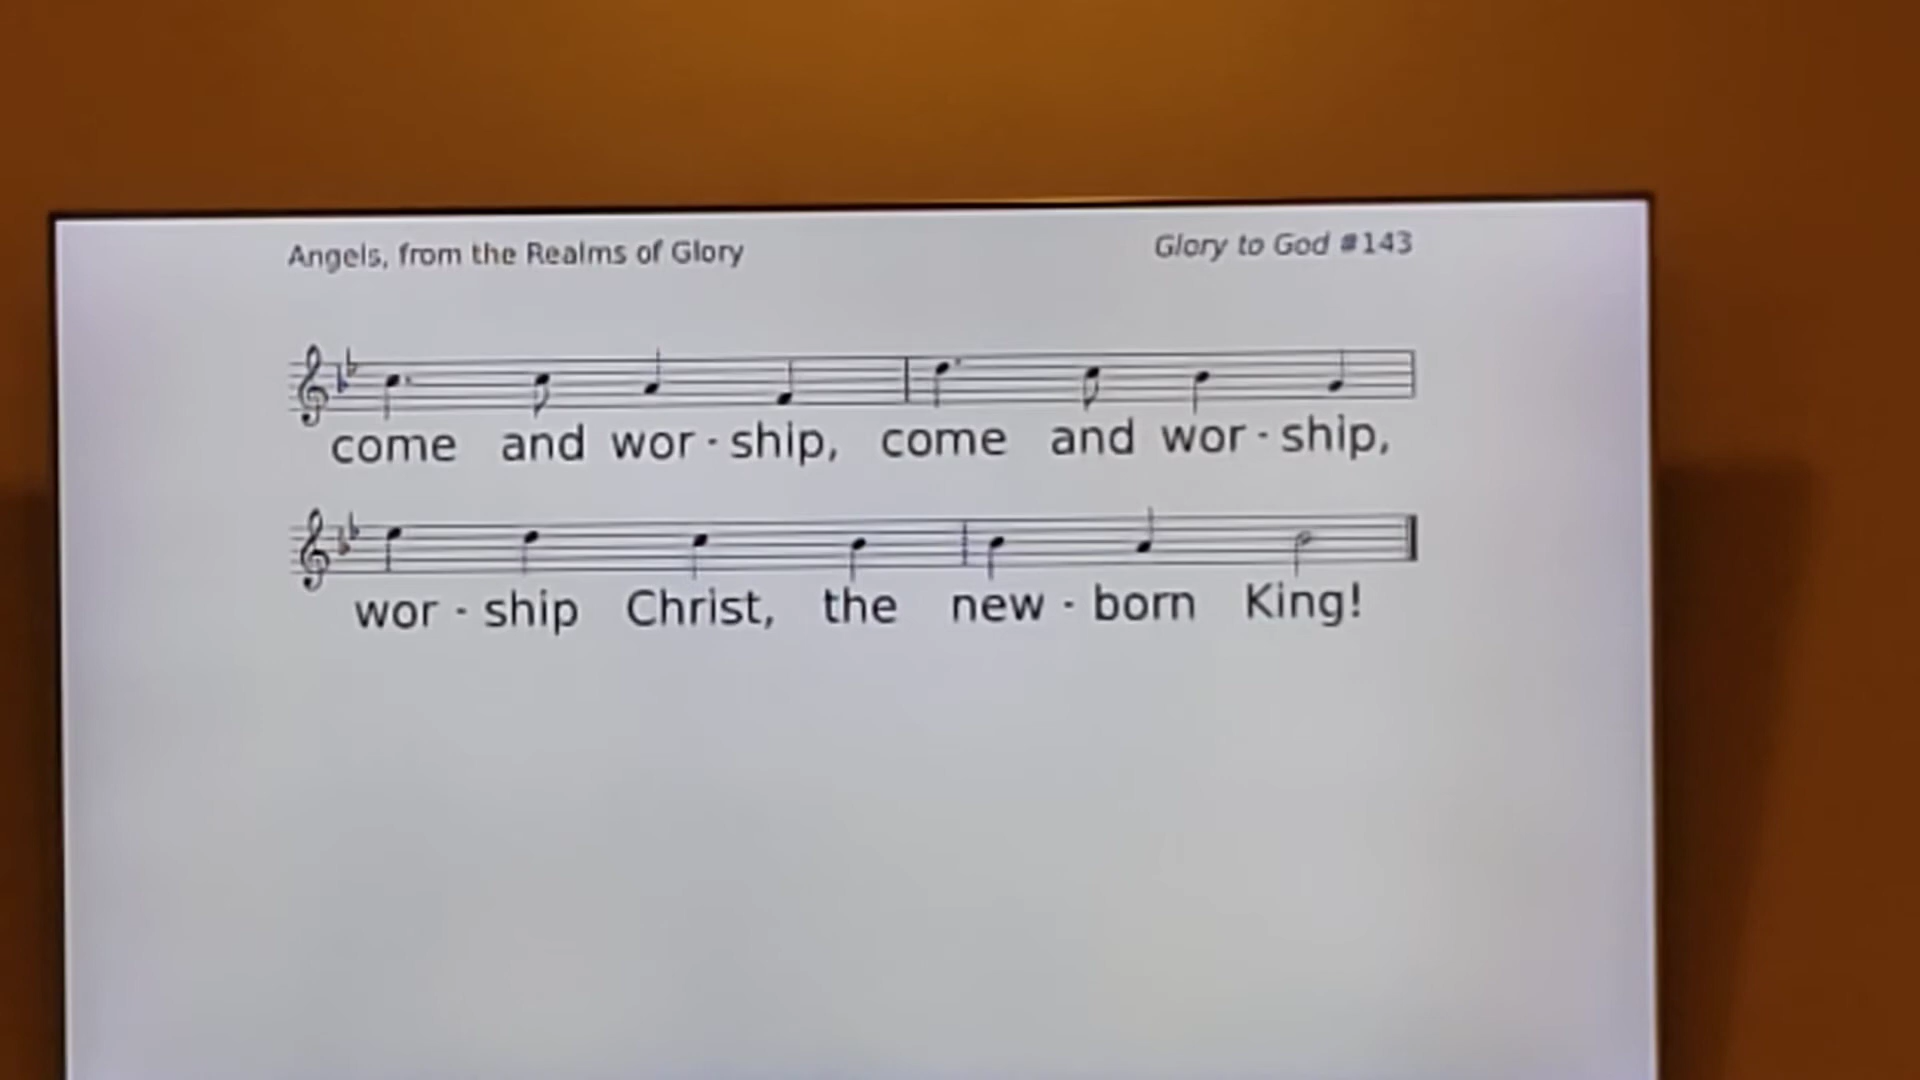 Angels, from the Realms of Glory
Glory to God #143
come and wor - ship, come and wor - ship,
wor - ship Christ, the new - born King!